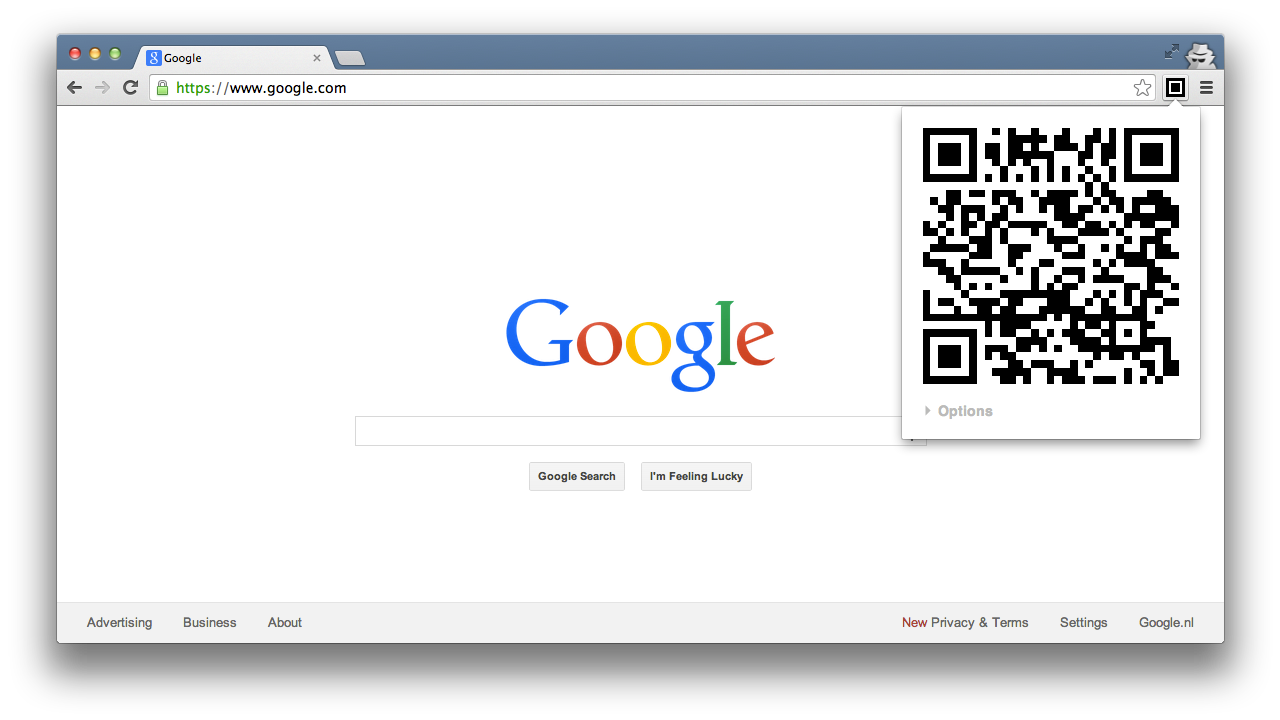 Google
https://www.google.com
Google
Options
Google Search
I'm Feeling Lucky
Advertising
Business
About
New Privacy & Terms
Settings
Google.nl